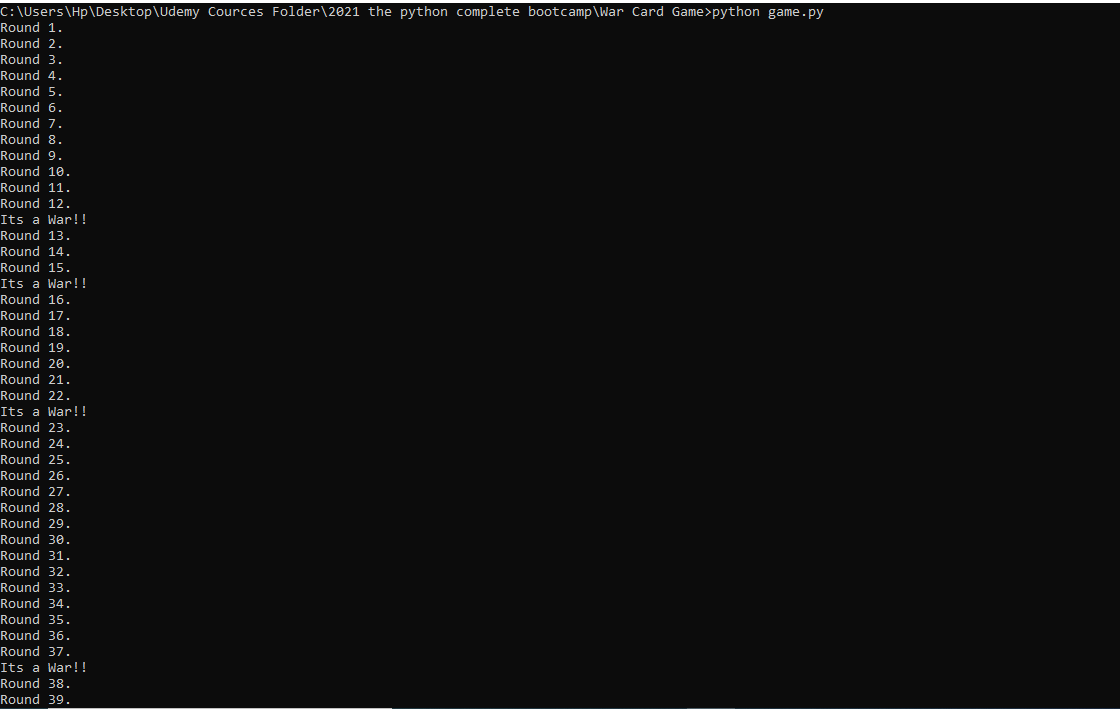 C:\Users\Hp\Desktop\Udemy Cources Folder\2021 the python complete bootcamp\War Card Game>python game.py
Round 1.
Round 2.
Round 3.
Round 4.
Round 5.
Round 6.
Round 7.
Round 8.
Round 9.
Round 10.
Round 11.
Round 12.
Its a War!!
Round 13.
Round 14.
Round 15.
Its a War!!
Round 16.
Round 17.
Round 18.
Round 19.
Round 20.
Round 21.
Round 22.
Its a War!!
Round 23.
Round 24.
Round 25.
Round 26.
Round 27.
Round 28.
Round 29.
Round 30.
Round 31.
Round 32.
Round 33.
Round 34.
Round 35.
Round 36.
Round 37.
Its a War!!
Round 38.
Round 39.